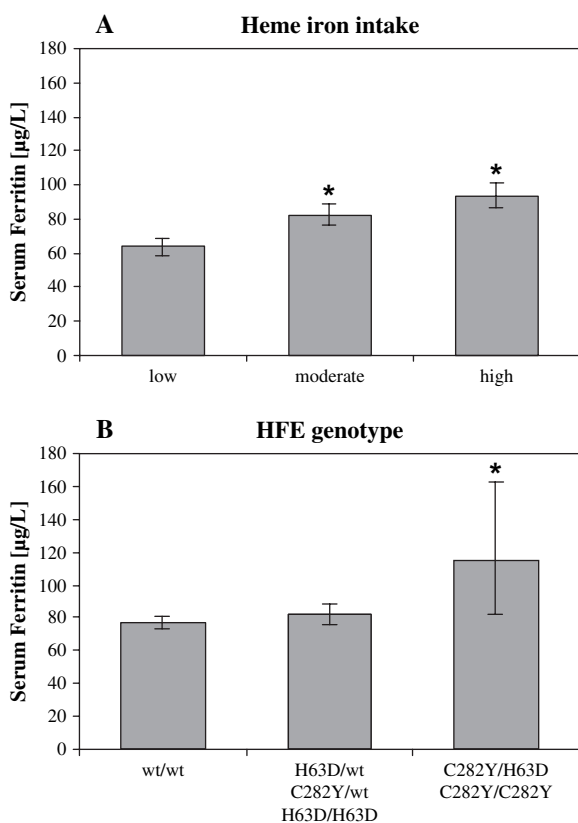 A Heme iron intake
Serum Ferritin [µg/L]
180
160
140
120
100
80
60
40
20
0
*
*
low moderate high
B HFE genotype
Serum Ferritin [µg/L]
180
160
140
120
100
80
60
40
20
0
*
wt/wt H63D/wt C282Y/H63D
C282Y/wt C282Y/C282Y
H63D/H63D